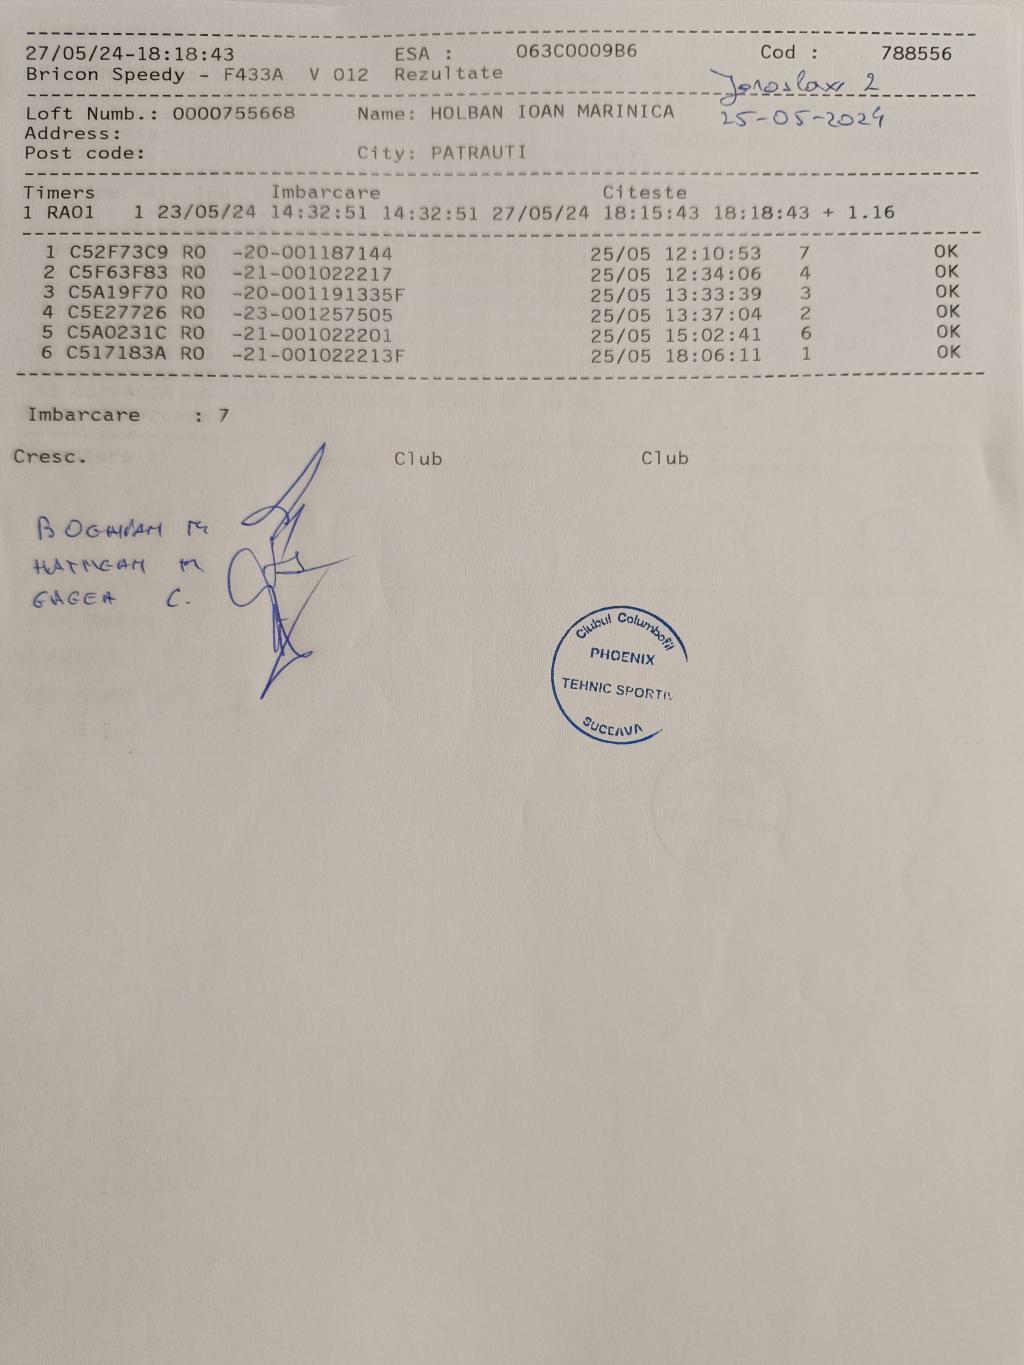 27/05/24-18:18:43 ESA : 063C0009B6 Cod : 788556
Bricon Speedy - F433A V 012 Rezultate
Jaroslaw 2
Loft Numb.: 0000755668 Name: HOLBAN IOAN MARINICA 25-05-2024
Address:
Post code: City: PATRAUTI
Timers Imbarcare Citeste
1 RA01 1 23/05/24 14:32:51 14:32:51 27/05/24 18:15:43 18:18:43 + 1.16
1 C52F73C9 RO -20-001187144 25/05 12:10:53 7 OK
2 C5F63F83 RO -21-001022217 25/05 12:34:06 4 OK
3 C5A19F70 RO -20-001191335F 25/05 13:33:39 3 OK
4 C5E27726 RO -23-001257505 25/05 13:37:04 2 OK
5 C5A0231C RO -21-001022201 25/05 15:02:41 6 OK
6 C517183A RO -21-001022213F 25/05 18:06:11 1 OK
Imbarcare : 7
Cresc. Club Club
M
M
GAGEA C.
Clubul Columbofil
PHOENIX
TEHNIC SPORTIV
SUCEAVA